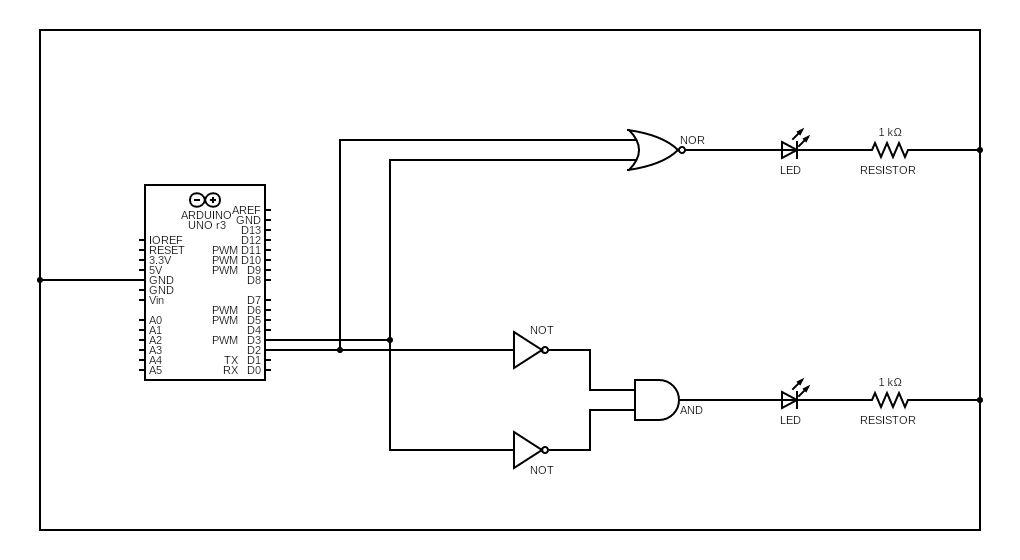 NOR
1 kΩ
LED
RESISTOR
ARDUINO
UNO r3
AREF
GND
D13
IOREF D12
RESET PWM D11
3.3V PWM D10
5V PWM D9
GND D8
GND
Vin D7
PWM D6
A0 PWM D5
A1 D4
A2 PWM D3
A3 D2
A4 TX D1
A5 RX D0
NOT
NOT
AND
1 kΩ
LED
RESISTOR